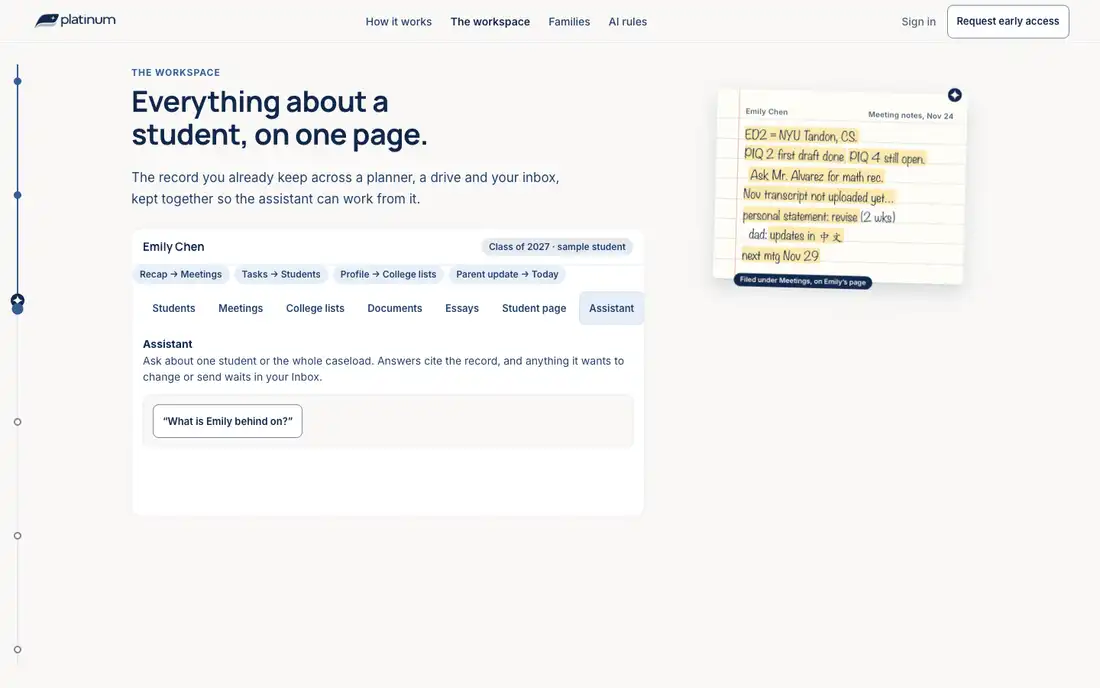 platinum
How it works
The workspace
Families
AI rules
Sign in
Request early access
THE WORKSPACE
Everything about a
student, on one page.
The record you already keep across a planner, a drive and your inbox,
kept together so the assistant can work from it.
Emily Chen
Class of 2027 · sample student
Recap → Meetings
Tasks → Students
Profile → College lists
Parent update → Today
Students
Meetings
College lists
Documents
Essays
Student page
Assistant
Assistant
Ask about one student or the whole caseload. Answers cite the record, and anything it wants to
change or send waits in your Inbox.
“What is Emily behind on?”
Emily Chen
Meeting notes, Nov 24
ED2 = NYU Tandon, CS.
PIQ 2 first draft done. PIQ 4 still open.
Ask Mr. Alvarez for math rec.
Nov transcript not uploaded yet...
personal statement: revise (2 wks)
dad: updates in 中文
next mtg Nov 29
Filed under Meetings, on Emily's page